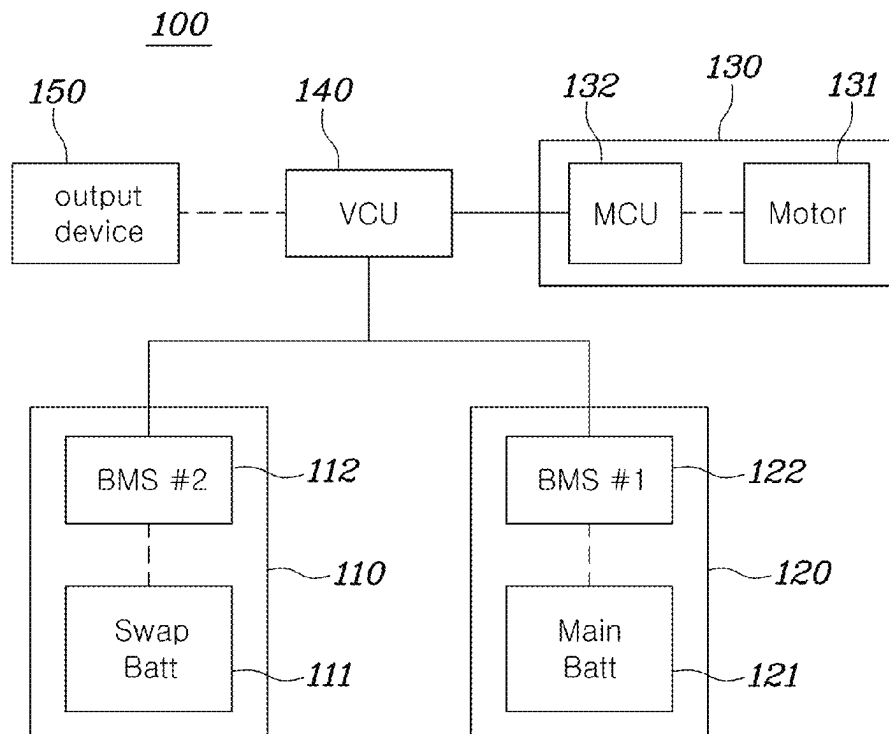 100
150
140
132
130
131
output
device
VCU
MCU
Motor
BMS #2
112
BMS #1
122
110
120
Swap
Batt
111
Main
Batt
121